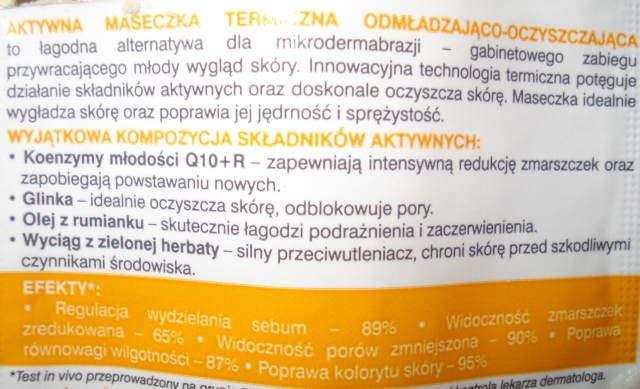 AKTYWNA MASECZKA ODMŁADZAJĄCO-OCZYSZCZAJĄCA
to łagodna alternatywa dla mikrodermabrazji – gabinetowego zabiegu
przywracającego młody wygląd skóry. Innowacyjna technologia termiczna potęguje
działanie składników aktywnych oraz doskonale oczyszcza skórę. Maseczka idealnie
wygładza skórę oraz poprawia jej jędrność i sprężystość.
WYJĄTKOWA KOMPOZYCJA SKŁADNIKÓW AKTYWNYCH:
• Koenzymy młodości Q10+R – zapewniają intensywną redukcję zmarszczek oraz
zapobiegają powstawaniu nowych.
• Glinka – idealnie oczyszcza skórę, odblokowuje pory.
• Olej z rumianku – skutecznie łagodzi podrażnienia i zaczerwienienia.
• Wyciąg z zielonej herbaty – silny przeciwutleniacz, chroni skórę przed szkodliwymi
czynnikami środowiska.
EFEKTY*:
• Regulacja wydzielania sebum – 89% • Widoczność zmarszczek
zredukowana – 65% • Widoczność porów zmniejszona – 90% • Poprawa
równowagi wilgotności – 87% • Poprawa kolorytu skóry – 95%
*Test in vivo przeprowadzony na lekarza dermatologa.